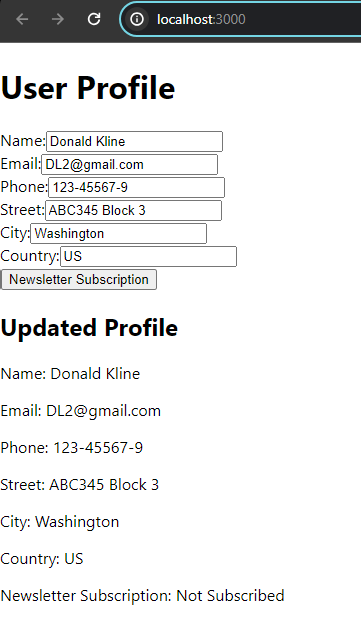 localhost:3000
User Profile
Name: Donald Kline
Email: DL2@gmail.com
Phone: 123-45567-9
Street: ABC345 Block 3
City: Washington
Country: US
Newsletter Subscription
Updated Profile
Name: Donald Kline
Email: DL2@gmail.com
Phone: 123-45567-9
Street: ABC345 Block 3
City: Washington
Country: US
Newsletter Subscription: Not Subscribed